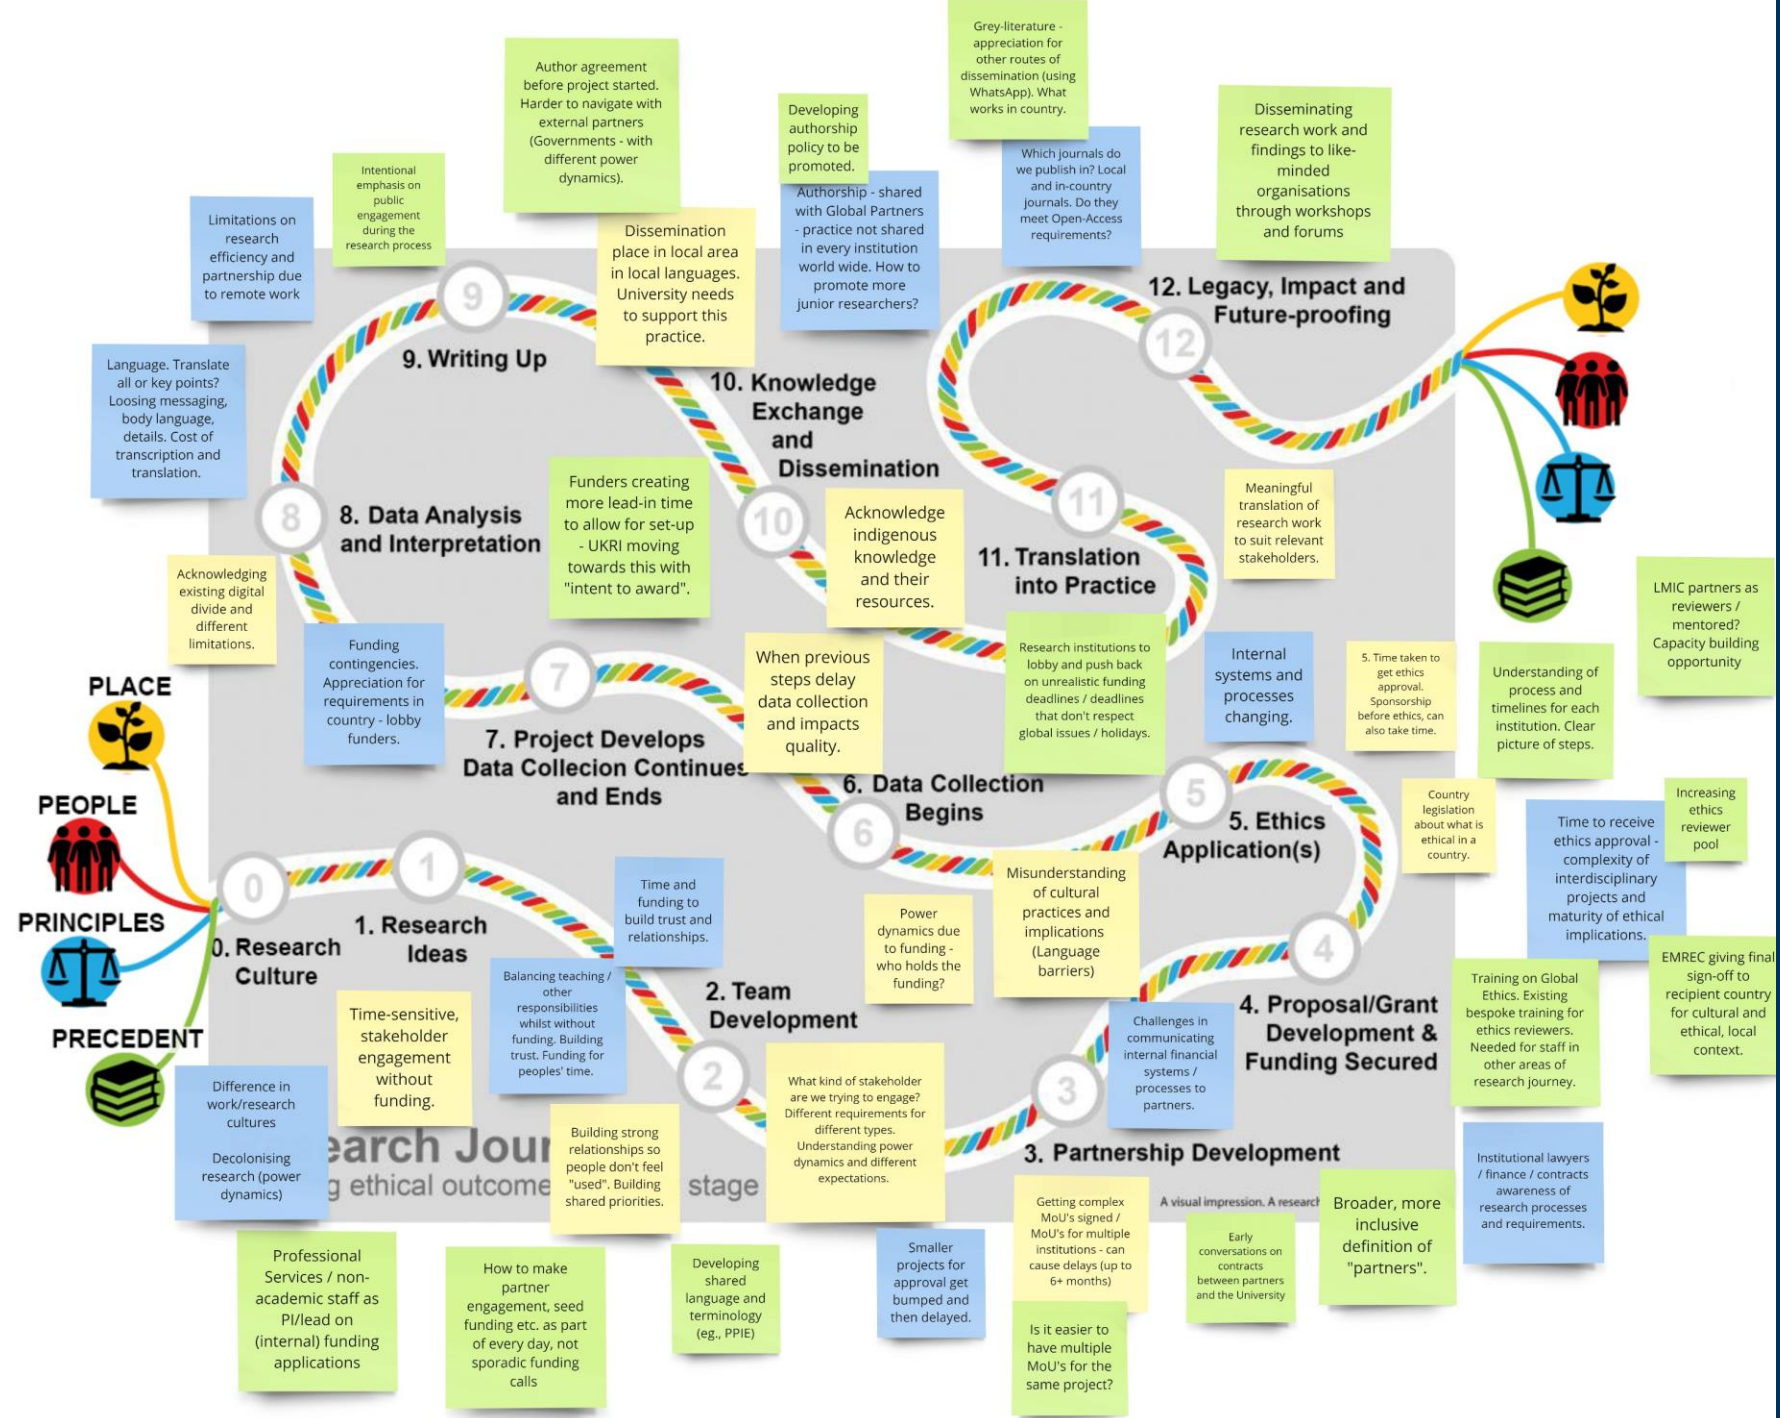 Grey-literature -
appreciation for
other routes of
dissemination (using
WhatsApp). What
works in country.
Author agreement
before project started.
Harder to navigate with
external partners
(Governments - with
different power
dynamics).
Developing
authorship
policy to be
promoted.
Disseminating
research work and
findings to like-
minded
organisations
through workshops
and forums
Which journals do
we publish in? Local
and in-country
journals. Do they
meet Open-Access
requirements?
Intentional
emphasis on
public
engagement
during the
research process
Authorship - shared
with Global Partners
- practice not shared
in every institution
world wide. How to
promote more
junior researchers?
Limitations on
research
efficiency and
partnership due
to remote work
Dissemination
place in local area
in local languages.
University needs
to support this
practice.
9
9. Writing Up
12. Legacy, Impact and
Future-proofing
12
Language. Translate
all or key points?
Loosing messaging,
body language,
details. Cost of
transcription and
translation.
10. Knowledge
Exchange
and
Dissemination
8
8. Data Analysis
and Interpretation
Funders creating
more lead-in time
to allow for set-up
- UKRI moving
towards this with
"intent to award".
10
Acknowledge
indigenous
knowledge
and their
resources.
11
11. Translation
into Practice
Meaningful
translation of
research work
to suit relevant
stakeholders.
Acknowledging
existing digital
divide and
different
limitations.
Funding
contingencies.
Appreciation for
requirements in
country - lobby
funders.
7
7. Project Develops
Data Collecion Continues
and Ends
When previous
steps delay
data collection
and impacts
quality.
Research institutions to
lobby and push back
on unrealistic funding
deadlines / deadlines
that don't respect
global issues / holidays.
Internal
systems and
processes
changing.
5. Time taken to
get ethics
approval.
Sponsorship
before ethics, can
also take time.
Understanding of
process and
timelines for each
institution. Clear
picture of steps.
LMIC partners as
reviewers /
mentored?
Capacity building
opportunity
PLACE
PEOPLE
PRINCIPLES
PRECEDENT
6
6. Data Collection
Begins
5
5. Ethics
Application(s)
Country
legislation
about what is
ethical in a
country.
Time to receive
ethics approval -
complexity of
interdisciplinary
projects and
maturity of ethical
implications.
Increasing
ethics
reviewer
pool
0
0. Research
Culture
1
1. Research
Ideas
Time and
funding to
build trust and
relationships.
Power
dynamics due
to funding -
who holds the
funding?
Misunderstanding
of cultural
practices and
implications
(Language
barriers)
4
4. Proposal/Grant
Development &
Funding Secured
Training on Global
Ethics. Existing
bespoke training for
ethics reviewers.
Needed for staff in
other areas of
research journey.
EMREC giving final
sign-off to
recipient country
for cultural and
ethical, local
context.
Time-sensitive,
stakeholder
engagement
without
funding.
Balancing teaching /
other
responsibilities
whilst without
funding. Building
trust. Funding for
peoples' time.
2. Team
Development
2
What kind of stakeholder
are we trying to engage?
Different requirements for
different types.
Understanding power
dynamics and different
expectations.
3
Challenges in
communicating
internal financial
systems /
processes to
partners.
3. Partnership Development
Difference in
work/research
cultures
Decolonising
research (power
dynamics)
earch Jour
g ethical outcome
stage
Building strong
relationships so
people don't feel
"used". Building
shared priorities.
A visual impression. A research
Getting complex
MoU's signed /
MoU's for multiple
institutions - can
cause delays (up to
6+ months)
Early
conversations on
contracts
between partners
and the University
Broader, more
inclusive
definition of
"partners".
Institutional lawyers
/ finance / contracts
awareness of
research processes
and requirements.
Professional
Services / non-
academic staff as
PI/lead on
(internal) funding
applications
How to make
partner
engagement, seed
funding etc. as part
of every day, not
sporadic funding
calls
Developing
shared
language and
terminology
(eg., PPIE)
Smaller
projects for
approval get
bumped and
then delayed.
Is it easier to
have multiple
MoU's for the
same project?